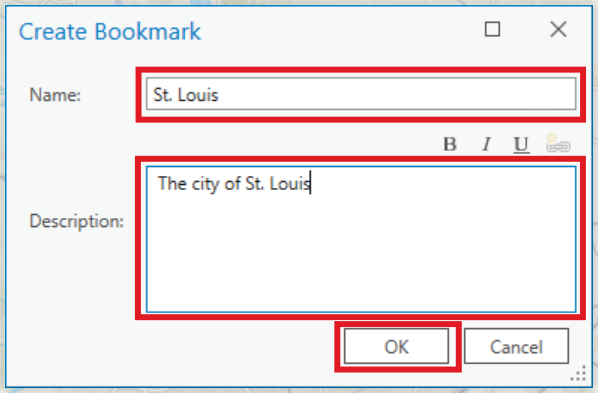 Create Bookmark
Name:
St. Louis
B I U
Description:
The city of St. Louis
OK Cancel